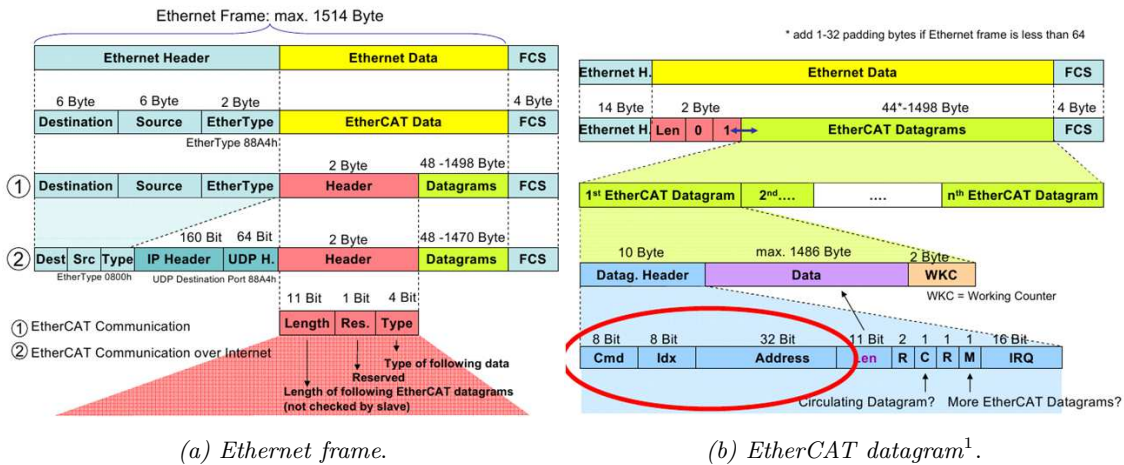 Ethernet Frame: max. 1514 Byte
Ethernet Header Ethernet Data FCS
6 Byte 6 Byte 2 Byte 4 Byte
Destination Source EtherType EtherCAT Data FCS
EtherType 88A4h
2 Byte 48 -1498 Byte
1 Destination Source EtherType Header Datagrams FCS
160 Bit 64 Bit 2 Byte 48 -1470 Byte
2 Dest Src Type IP Header UDP H. Header Datagrams FCS
EtherType 0800h UDP Destination Port 88A4h
11 Bit 1 Bit 4 Bit
Length Res. Type
1 EtherCAT Communication
2 EtherCAT Communication over Internet
Type of following data
Reserved
Length of following EtherCAT datagrams
(not checked by slave)
(a) Ethernet frame.
* add 1-32 padding bytes if Ethernet frame is less than 64
Ethernet H. Ethernet Data FCS
14 Byte 2 Byte 44*-1498 Byte 4 Byte
Ethernet H. Len 0 1 EtherCAT Datagrams FCS
1st EtherCAT Datagram 2nd.... .... nth EtherCAT Datagram
10 Byte max. 1486 Byte 2 Byte
Datag. Header Data WKC
WKC = Working Counter
8 Bit 8 Bit 32 Bit 11 Bit 2 1 1 1 16 Bit
Cmd Idx Address Len R C R M IRQ
Circulating Datagram? More EtherCAT Datagrams?
(b) EtherCAT datagram1.